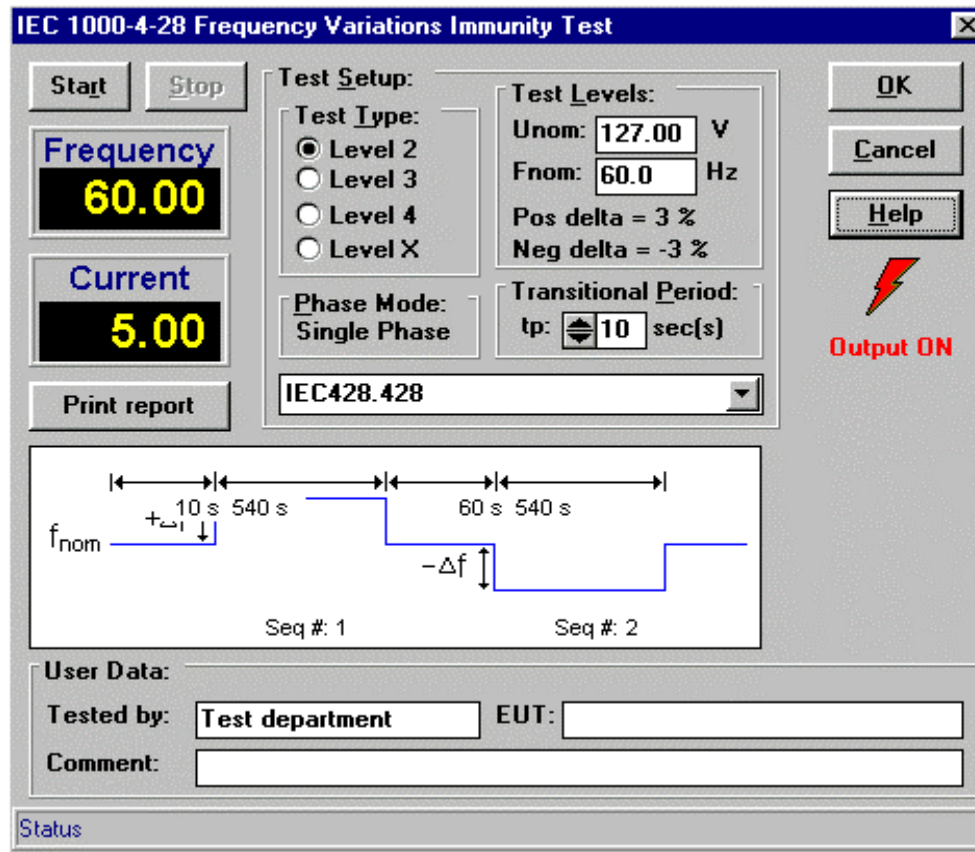 IEC 1000-4-28 Frequency Variations Immunity Test
Start
Stop
Frequency
60.00
Current
5.00
Print report
Test Setup:
Test Type:
Level 2
Level 3
Level 4
Level X
Phase Mode:
Single Phase
Test Levels:
Unom: 127.00 V
Fnom: 60.0 Hz
Pos delta = 3 %
Neg delta = -3 %
Transitional Period:
tp: 10 sec(s)
IEC428.428
OK
Cancel
Help
Output ON
10 s 540 s 60 s 540 s
fnom
−Δf
Seq #: 1 Seq #: 2
User Data:
Tested by: Test department EUT:
Comment:
Status